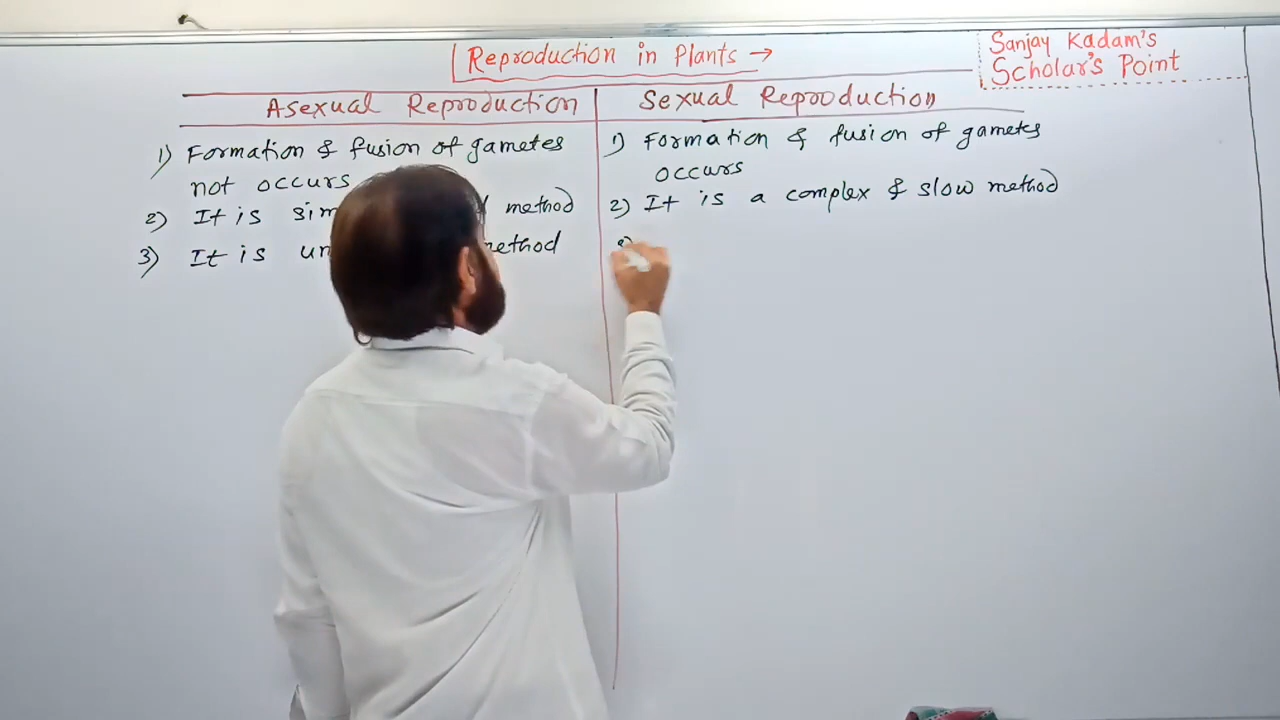 Reproduction in Plants →
Sanjay Kadam's
Scholar's Point
Asexual Reproduction
1) Formation & fusion of gametes
not occurs
2) It is method
3) It is method
Sexual Reproduction
1) Formation & fusion of gametes
occurs
2) It is a complex & slow method